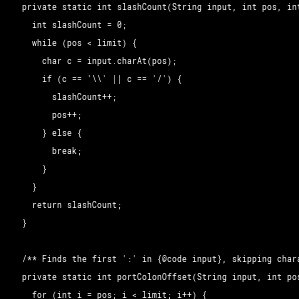 private static int slashCount(String input, int pos, int
int slashCount = 0;
while (pos < limit) {
char c = input.charAt(pos);
if (c == '\\' || c == '/') {
slashCount++;
pos++;
} else {
break;
}
}
return slashCount;
}
/** Finds the first ':' in {@code input}, skipping chara
private static int portColonOffset(String input, int pos
for (int i = pos; i < limit; i++) {